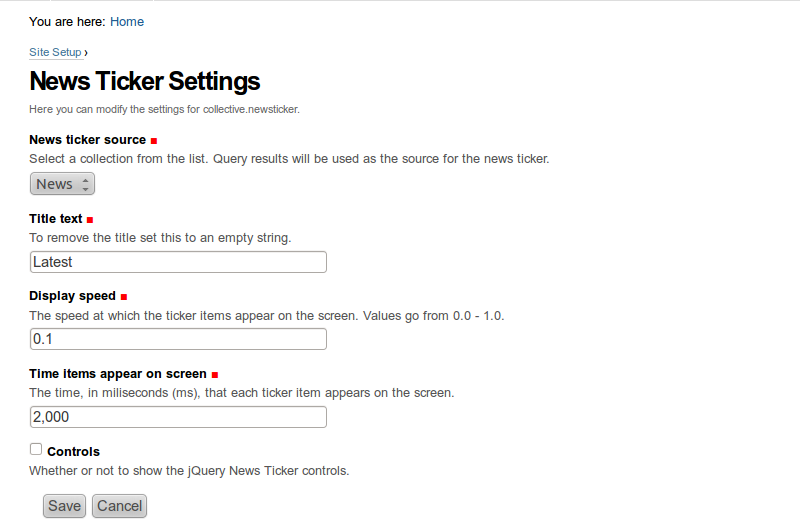 You are here: Home
Site Setup ›
News Ticker Settings
Here you can modify the settings for collective.newsticker.
News ticker source
Select a collection from the list. Query results will be used as the source for the news ticker.
News
Title text
To remove the title set this to an empty string.
Latest
Display speed
The speed at which the ticker items appear on the screen. Values go from 0.0 - 1.0.
0.1
Time items appear on screen
The time, in miliseconds (ms), that each ticker item appears on the screen.
2,000
Controls
Whether or not to show the jQuery News Ticker controls.
Save Cancel